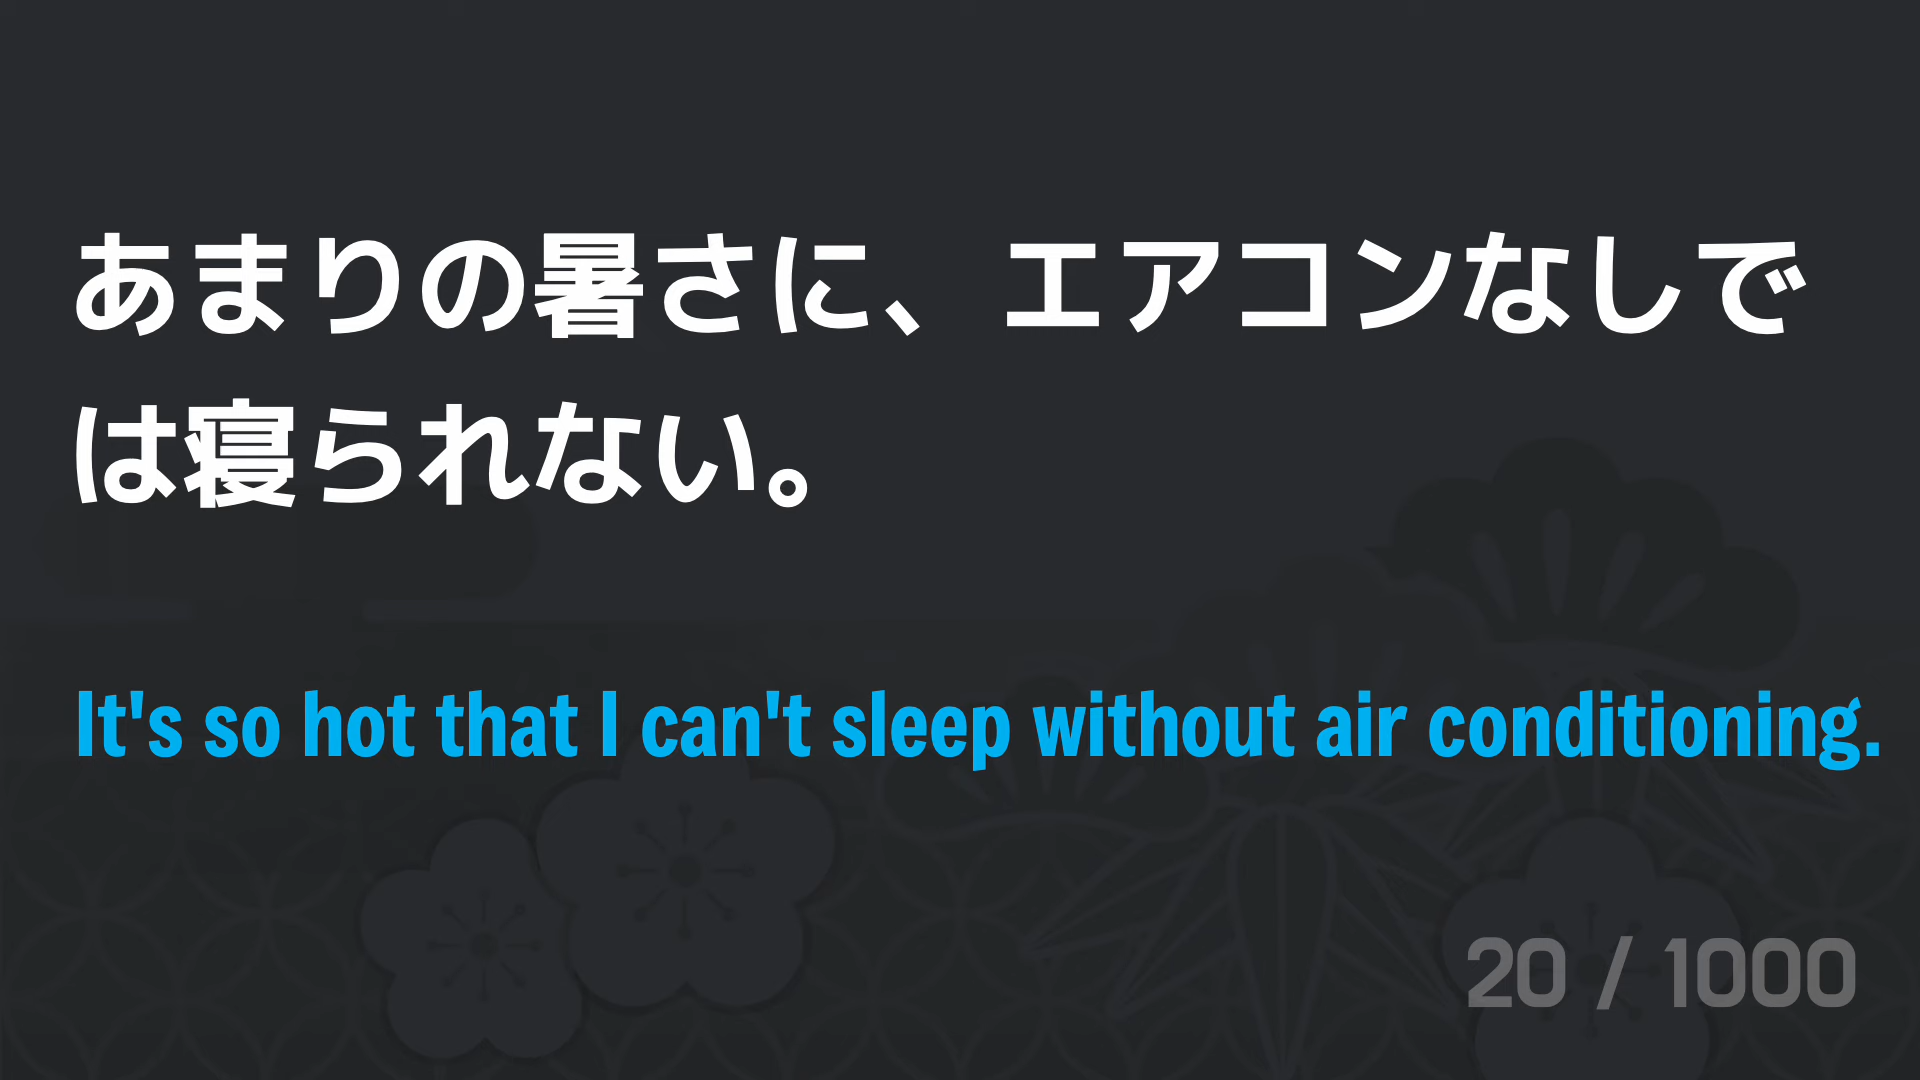 あまりの暑さに、エアコンなしで
は寝られない。
It's so hot that I can't sleep without air conditioning.
20 / 1000